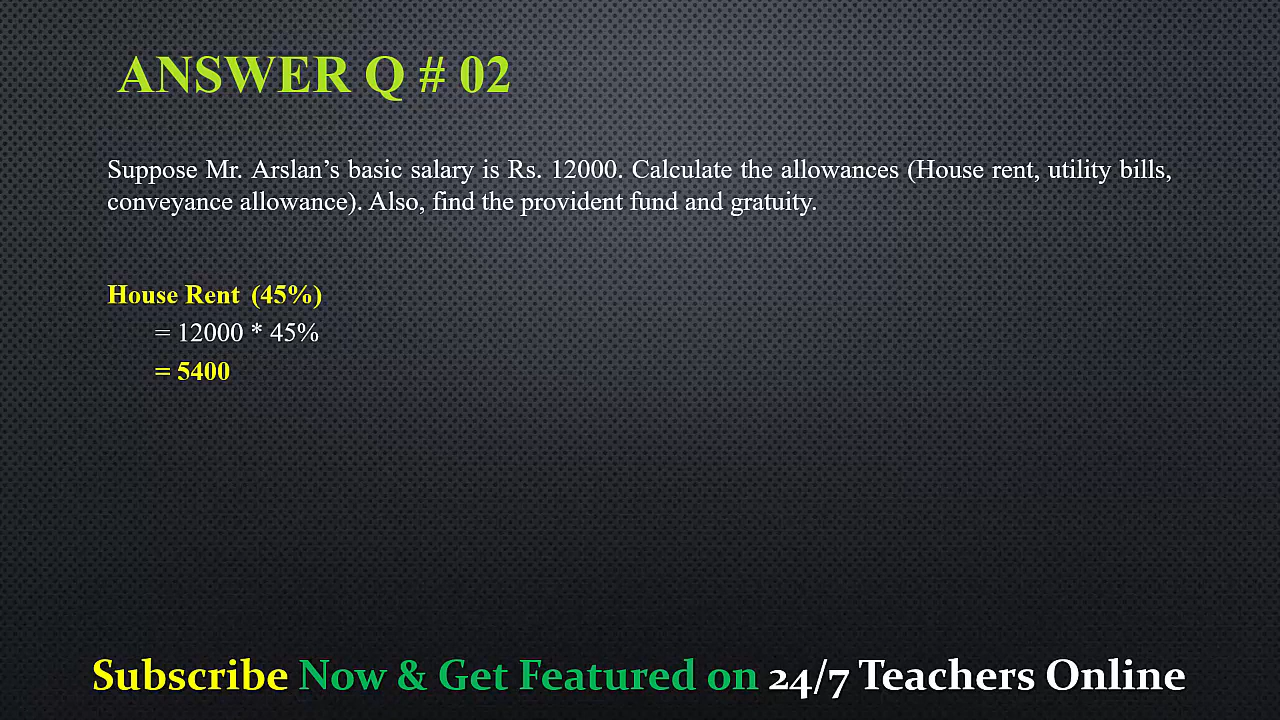 ANSWER Q # 02
Suppose Mr. Arslan’s basic salary is Rs. 12000. Calculate the allowances (House rent, utility bills,
conveyance allowance). Also, find the provident fund and gratuity.
House Rent (45%)
= 12000 * 45%
= 5400
Subscribe Now & Get Featured on 24/7 Teachers Online